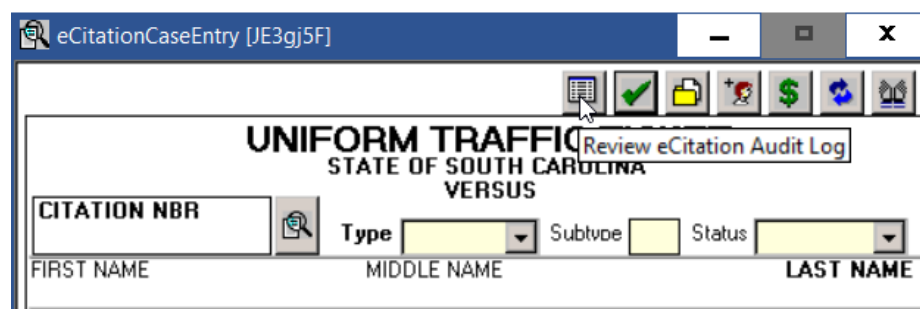 eCitationCaseEntry [JE3gj5F]
UNIFORM TRAFFIC
Review eCitation Audit Log
STATE OF SOUTH CAROLINA
VERSUS
CITATION NBR
Type Subtype Status
FIRST NAME MIDDLE NAME LAST NAME